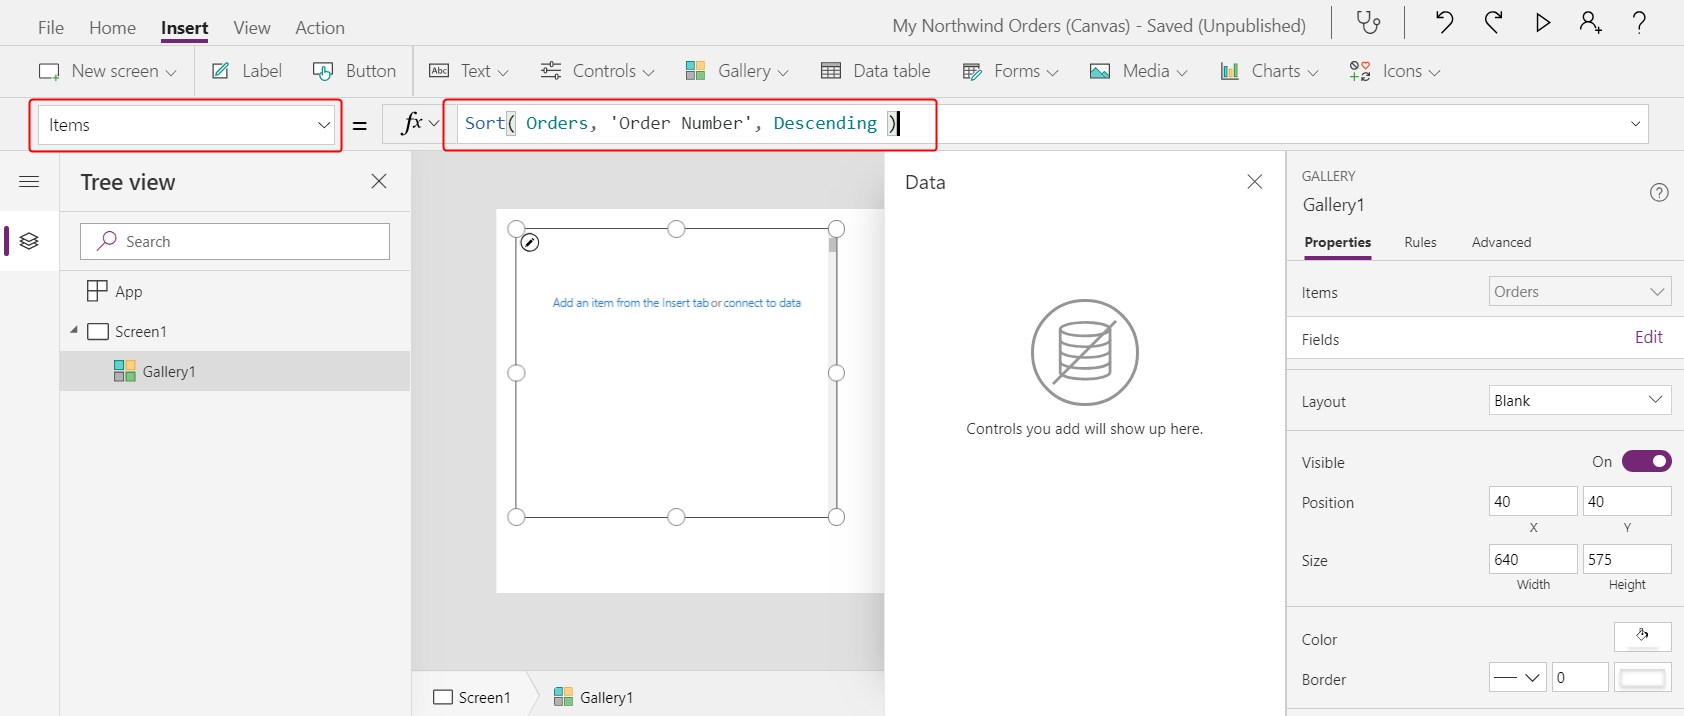 File Home Insert View Action My Northwind Orders (Canvas) - Saved (Unpublished)
New screen Label Button Abc Text Controls Gallery Data table Forms Media Charts Icons
Items = fx Sort( Orders, 'Order Number', Descending )
Tree view
Search
App
Screen1
Gallery1
Add an item from the Insert tab or connect to data
Screen1 Gallery1
Data
Controls you add will show up here.
GALLERY
Gallery1
Properties Rules Advanced
Items Orders
Fields Edit
Layout Blank
Visible On
Position 40 40
X Y
Size 640 575
Width Height
Color
Border 0